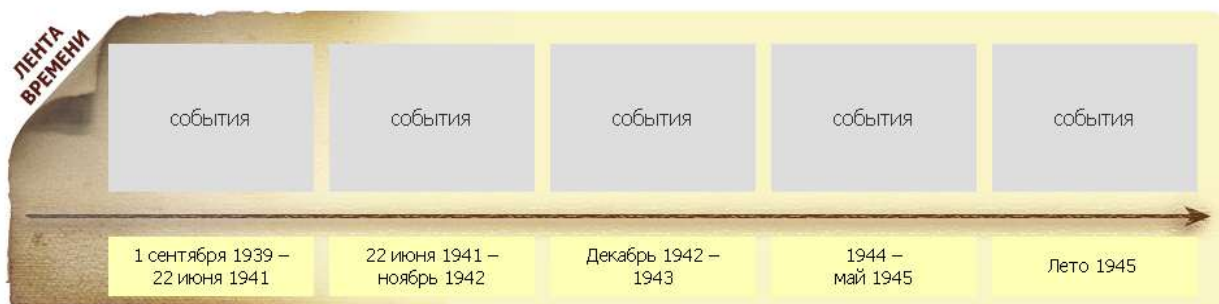 ЛЕНТА
ВРЕМЕНИ
события
события
события
события
события
1 сентября 1939 –
22 июня 1941
22 июня 1941 –
ноябрь 1942
Декабрь 1942 –
1943
1944 –
май 1945
Лето 1945